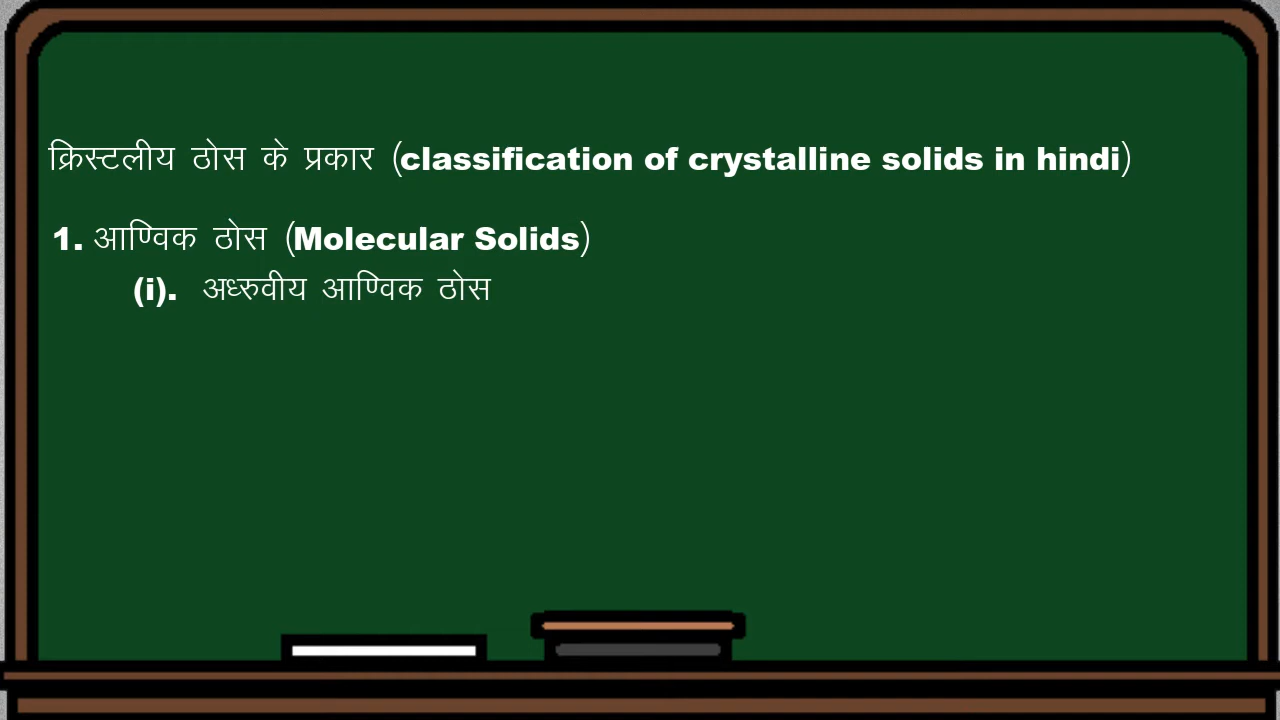 क्रिस्टलीय ठोस के प्रकार (classification of crystalline solids in hindi)
1. आण्विक ठोस (Molecular Solids)
(i). अध्रुवीय आण्विक ठोस